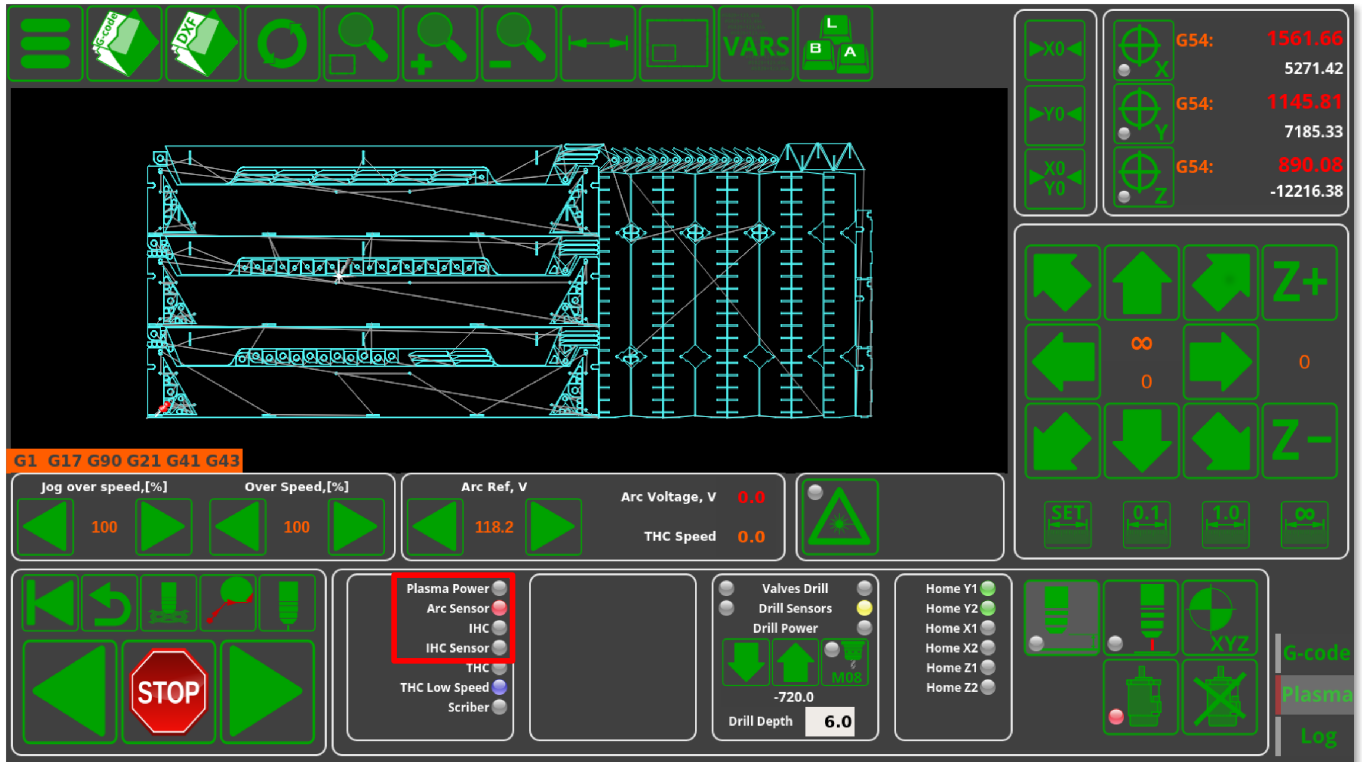 G-code
DXF
VARS
L
B
A
X0
G54: 1561.66
X
5271.42
Y0
G54: 1145.81
Y
7185.33
X0
Y0
G54: 890.08
Z
-12216.38
Z+
∞
0
0
Z-
SET
0.1
1.0
∞
G1 G17 G90 G21 G41 G43
Jog over speed,[%]
Over Speed,[%]
100
100
Arc Ref, V
118.2
Arc Voltage, V 0.0
THC Speed 0.0
STOP
Plasma Power
Arc Sensor
IHC
IHC Sensor
THC
THC Low Speed
Scriber
Valves Drill
Drill Sensors
Drill Power
M08
-720.0
Drill Depth 6.0
Home Y1
Home Y2
Home X1
Home X2
Home Z1
Home Z2
XYZ
G-code
Plasma
Log